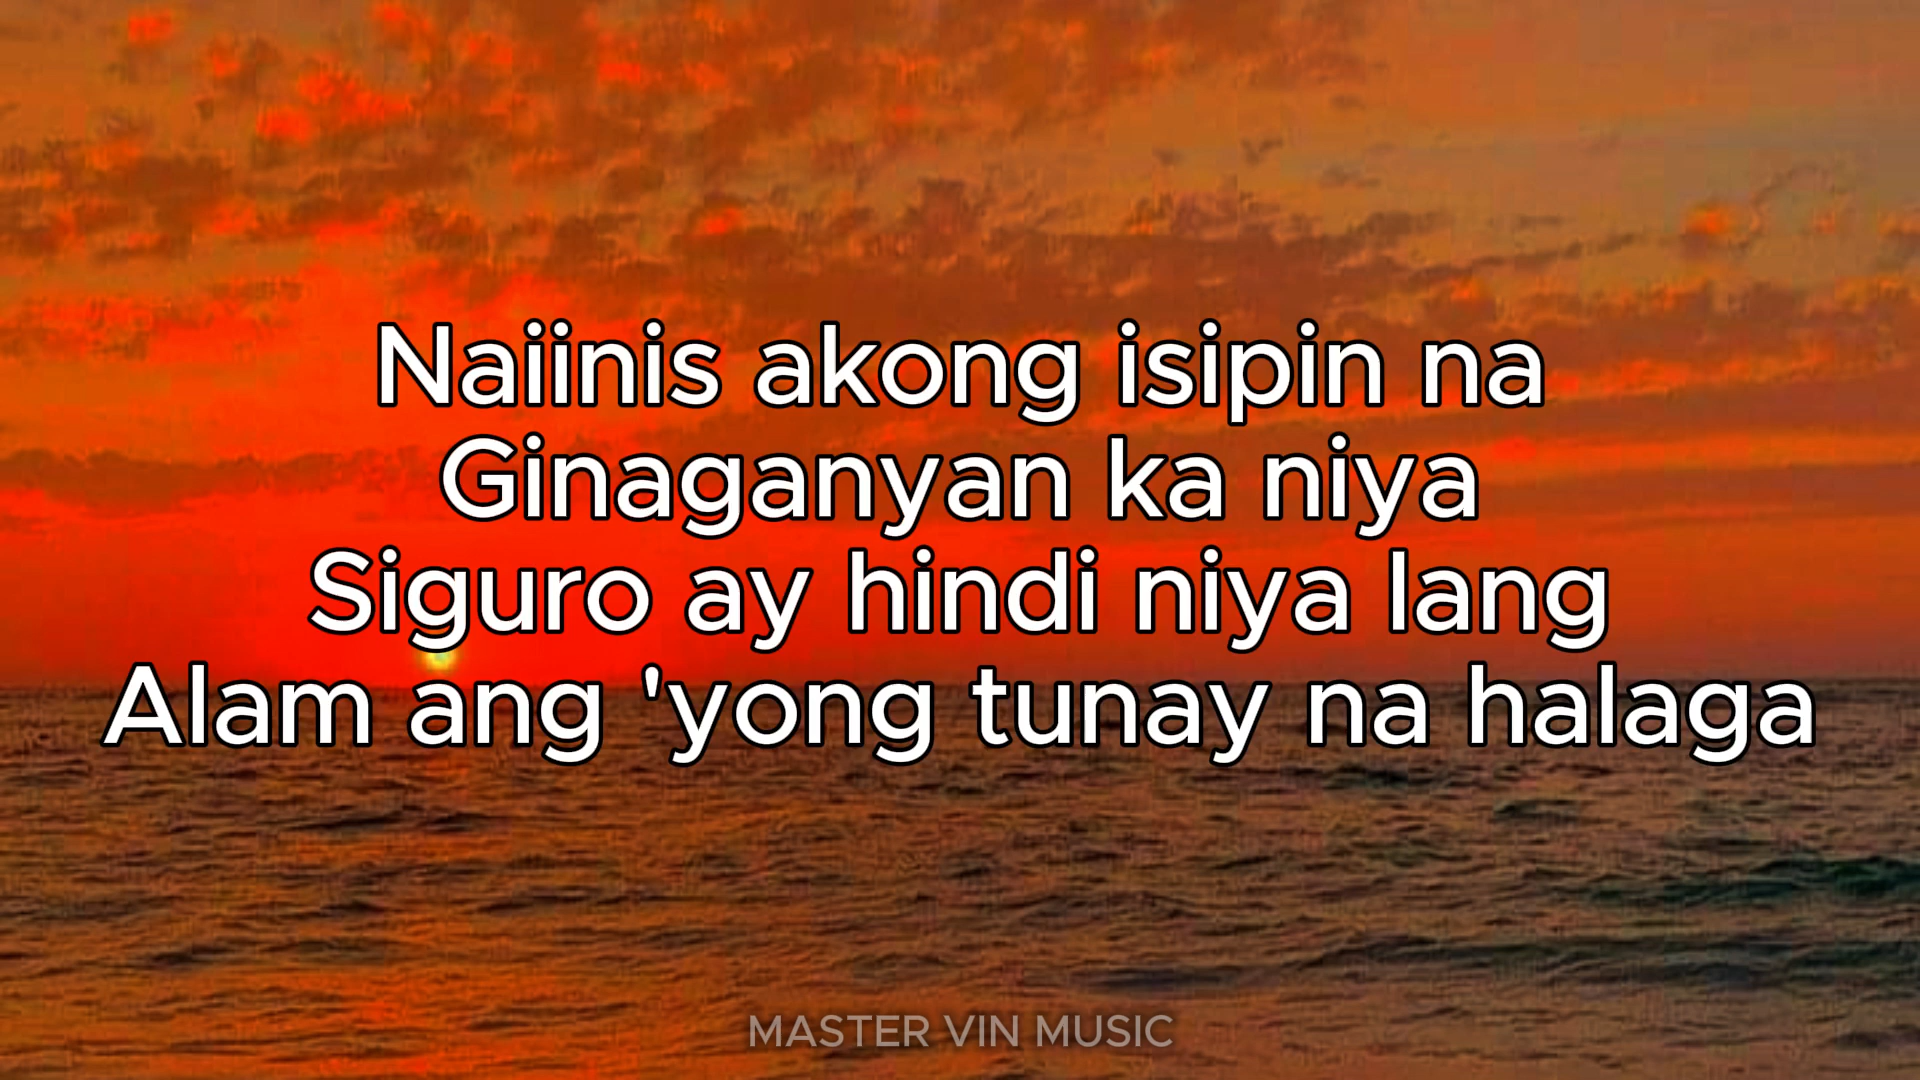 Naiinis akong isipin na
Ginaganyan ka niya
Siguro ay hindi niya lang
Alam ang 'yong tunay na halaga
MASTER VIN MUSIC